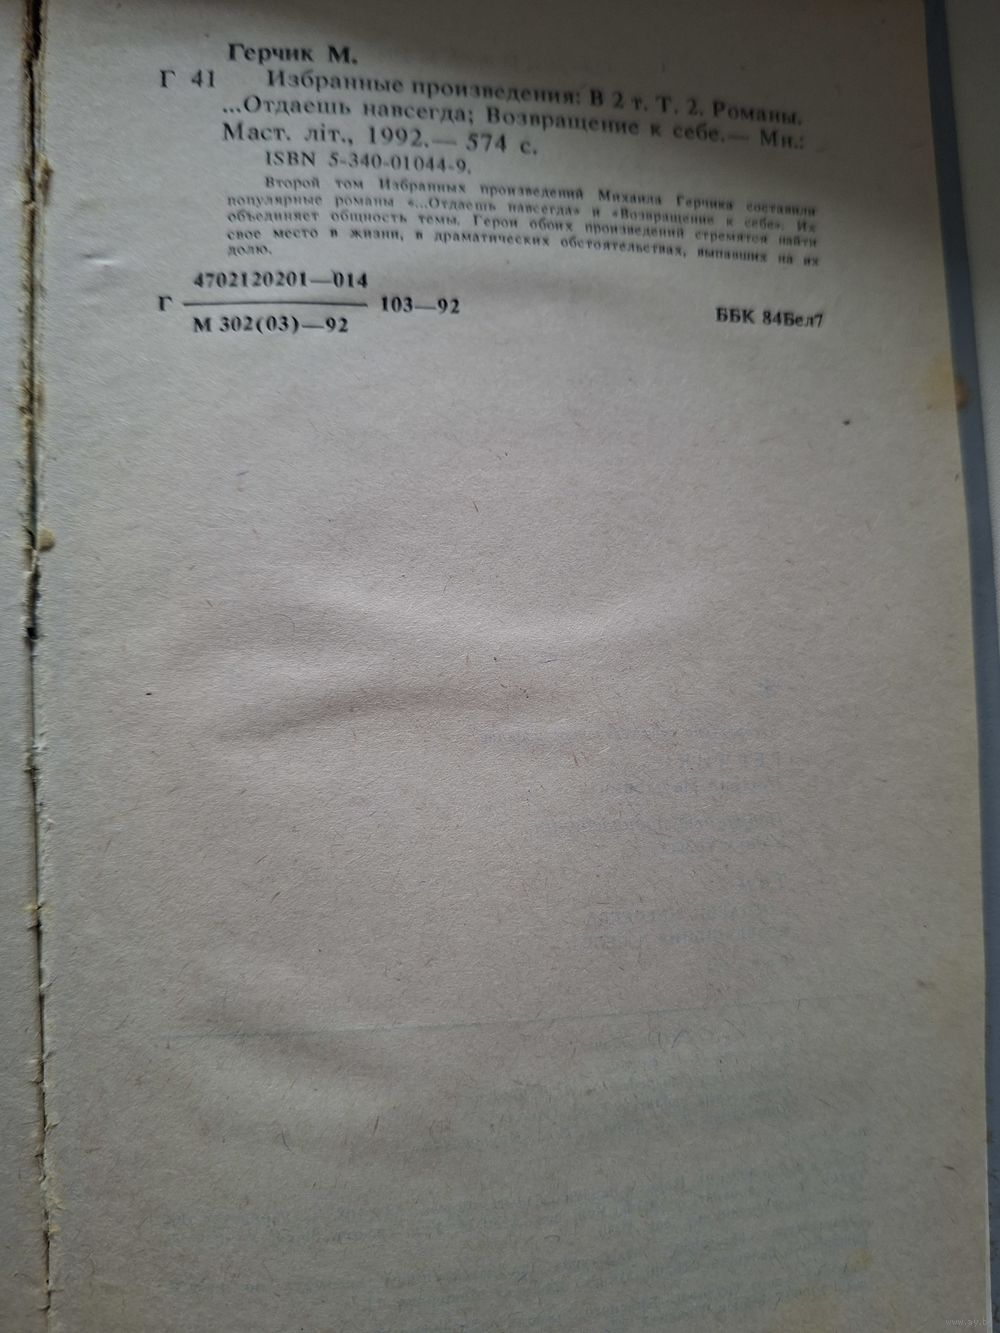 Герчик М.
Г 41 Избранные произведения: В 2 т. Т. 2. Романы.
...Отдаешь навсегда; Возвращение к себе.— Мн.:
Маст. літ., 1992.— 574 с.
ISBN 5-340-01044-9.
Второй том Избранных произведений Михаила Герчика составили
популярные романы «...Отдаешь навсегда» и «Возвращение к себе». Их
объединяет общность темы. Герои обоих произведений стремятся найти
свое место в жизни, в драматических обстоятельствах, выпавших на их
долю.
4702120201—014
Г 103—92
М 302(03)—92
ББК 84Бел7